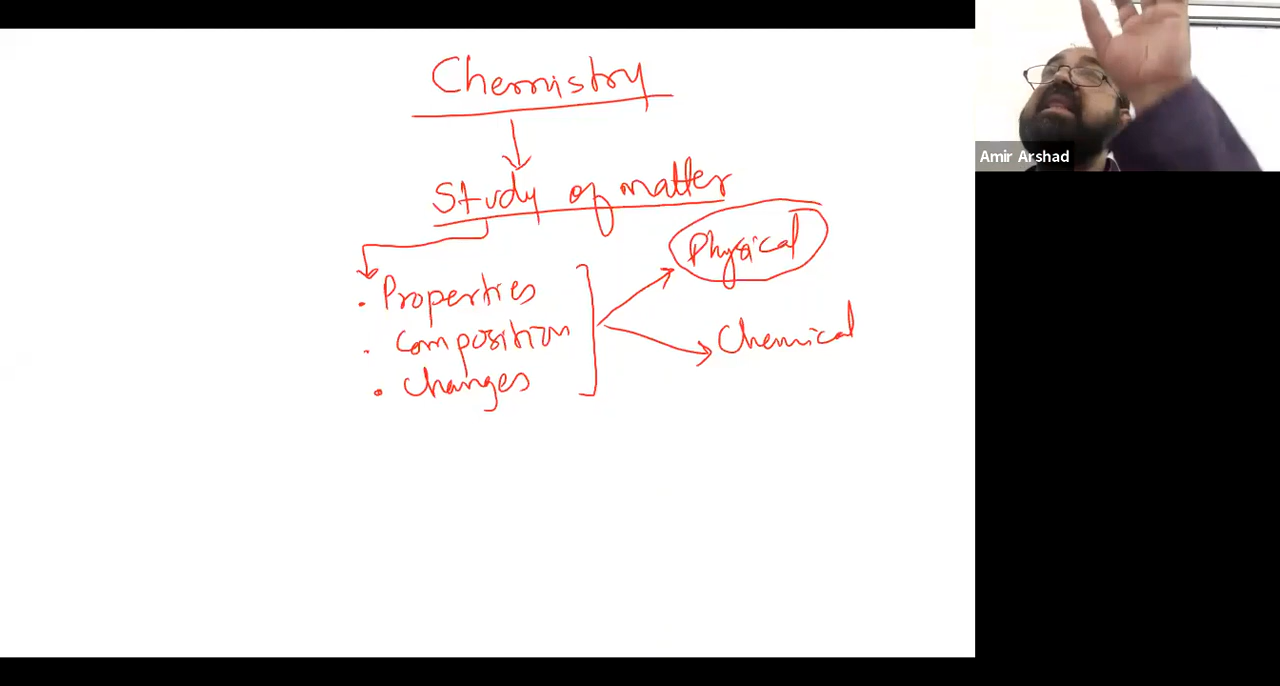 Chemistry
Study of matter
Physical
. Properties
. Composition
. Changes
Chemical
Amir Arshad